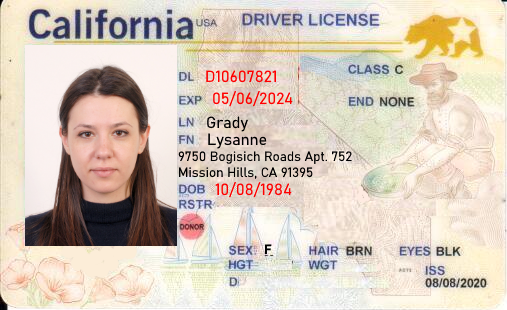 California USA DRIVER LICENSE
DL D10607821
CLASS C
EXP 05/06/2024
END NONE
LN Grady
FN Lysanne
9750 Bogisich Roads Apt. 752
Mission Hills, CA 91395
DOB 10/08/1984
RSTR
DONOR
SEX F HAIR BRN EYES BLK
HGT WGT
ISS
D 08/08/2020